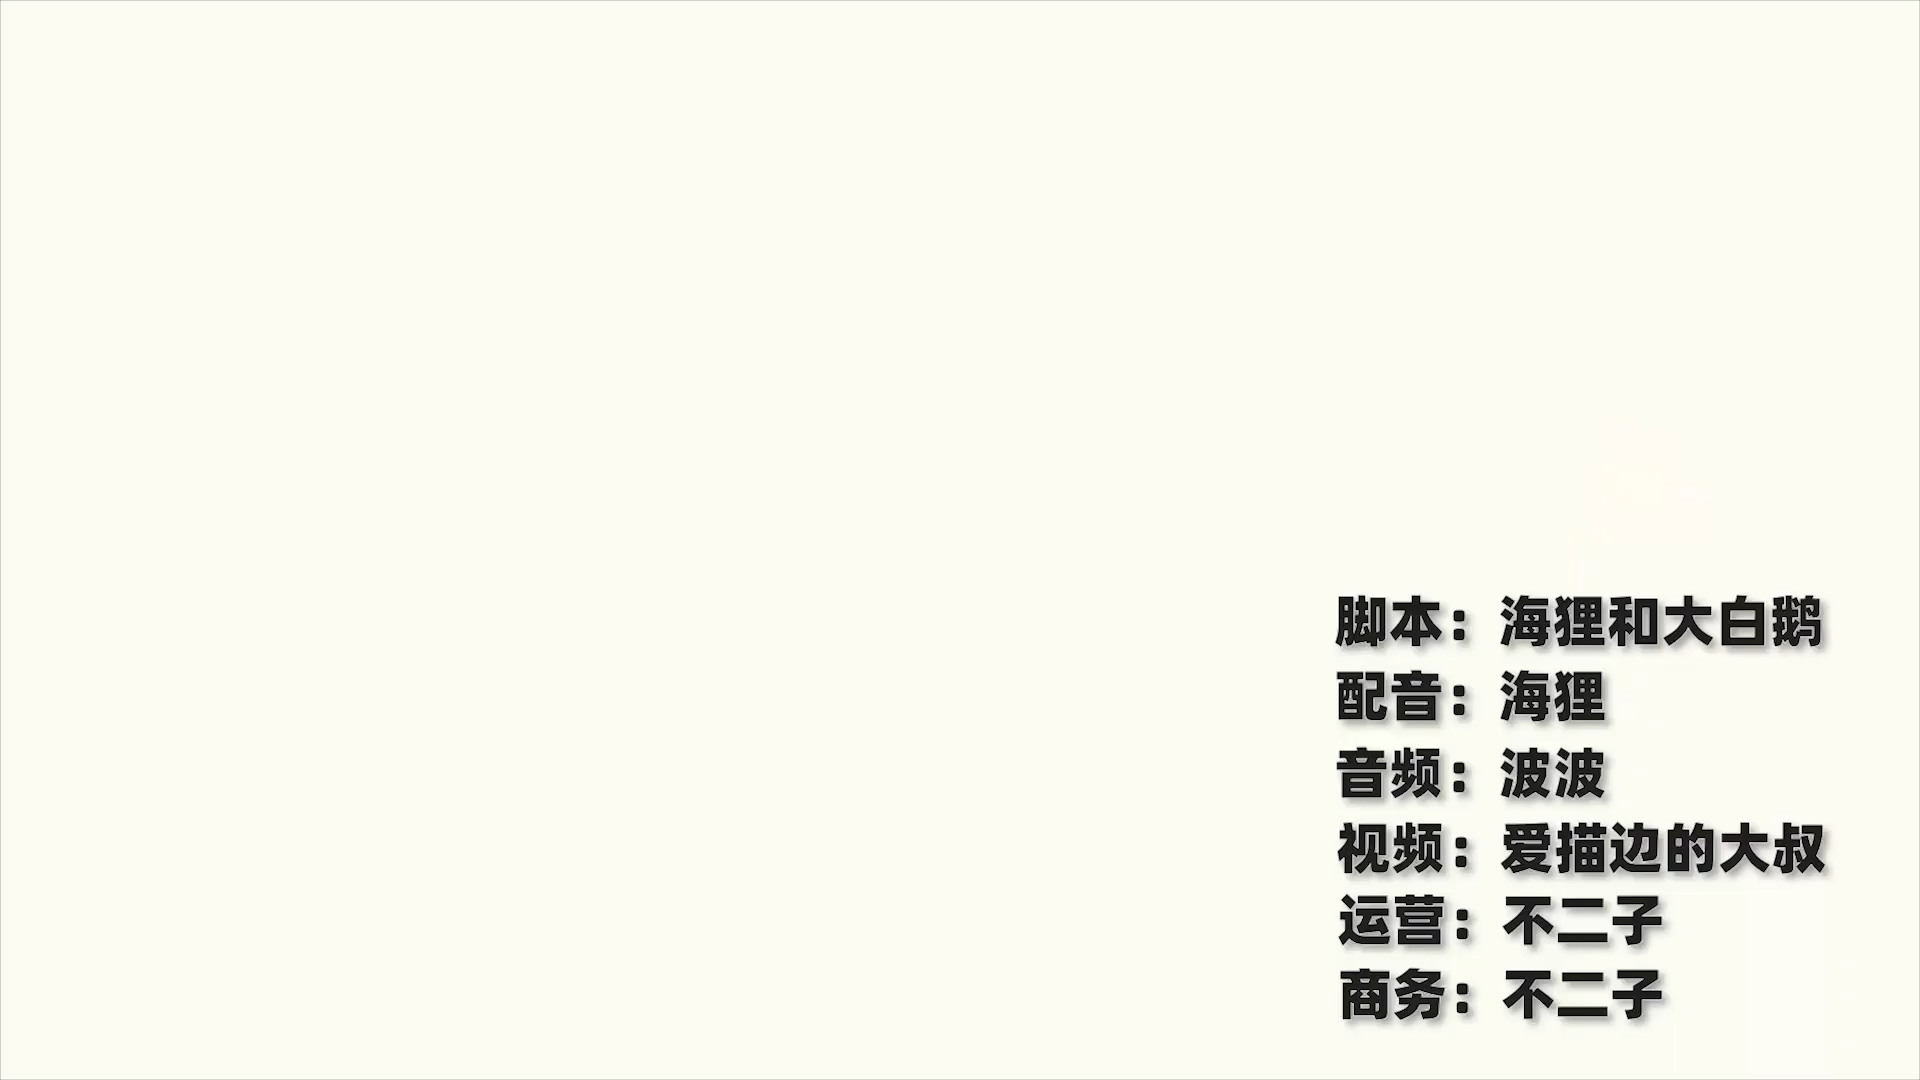 脚本：海狸和大白鹅
配音：海狸
音频：波波
视频：爱描边的大叔
运营：不二子
商务：不二子